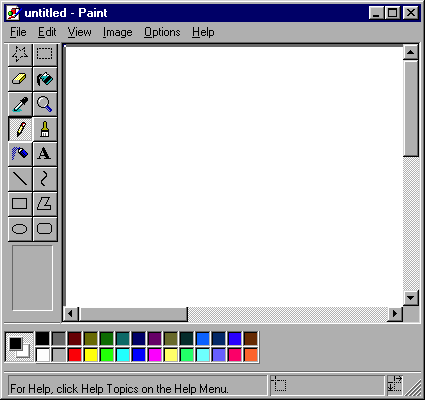 untitled - Paint
File Edit View Image Options Help
A
For Help, click Help Topics on the Help Menu.